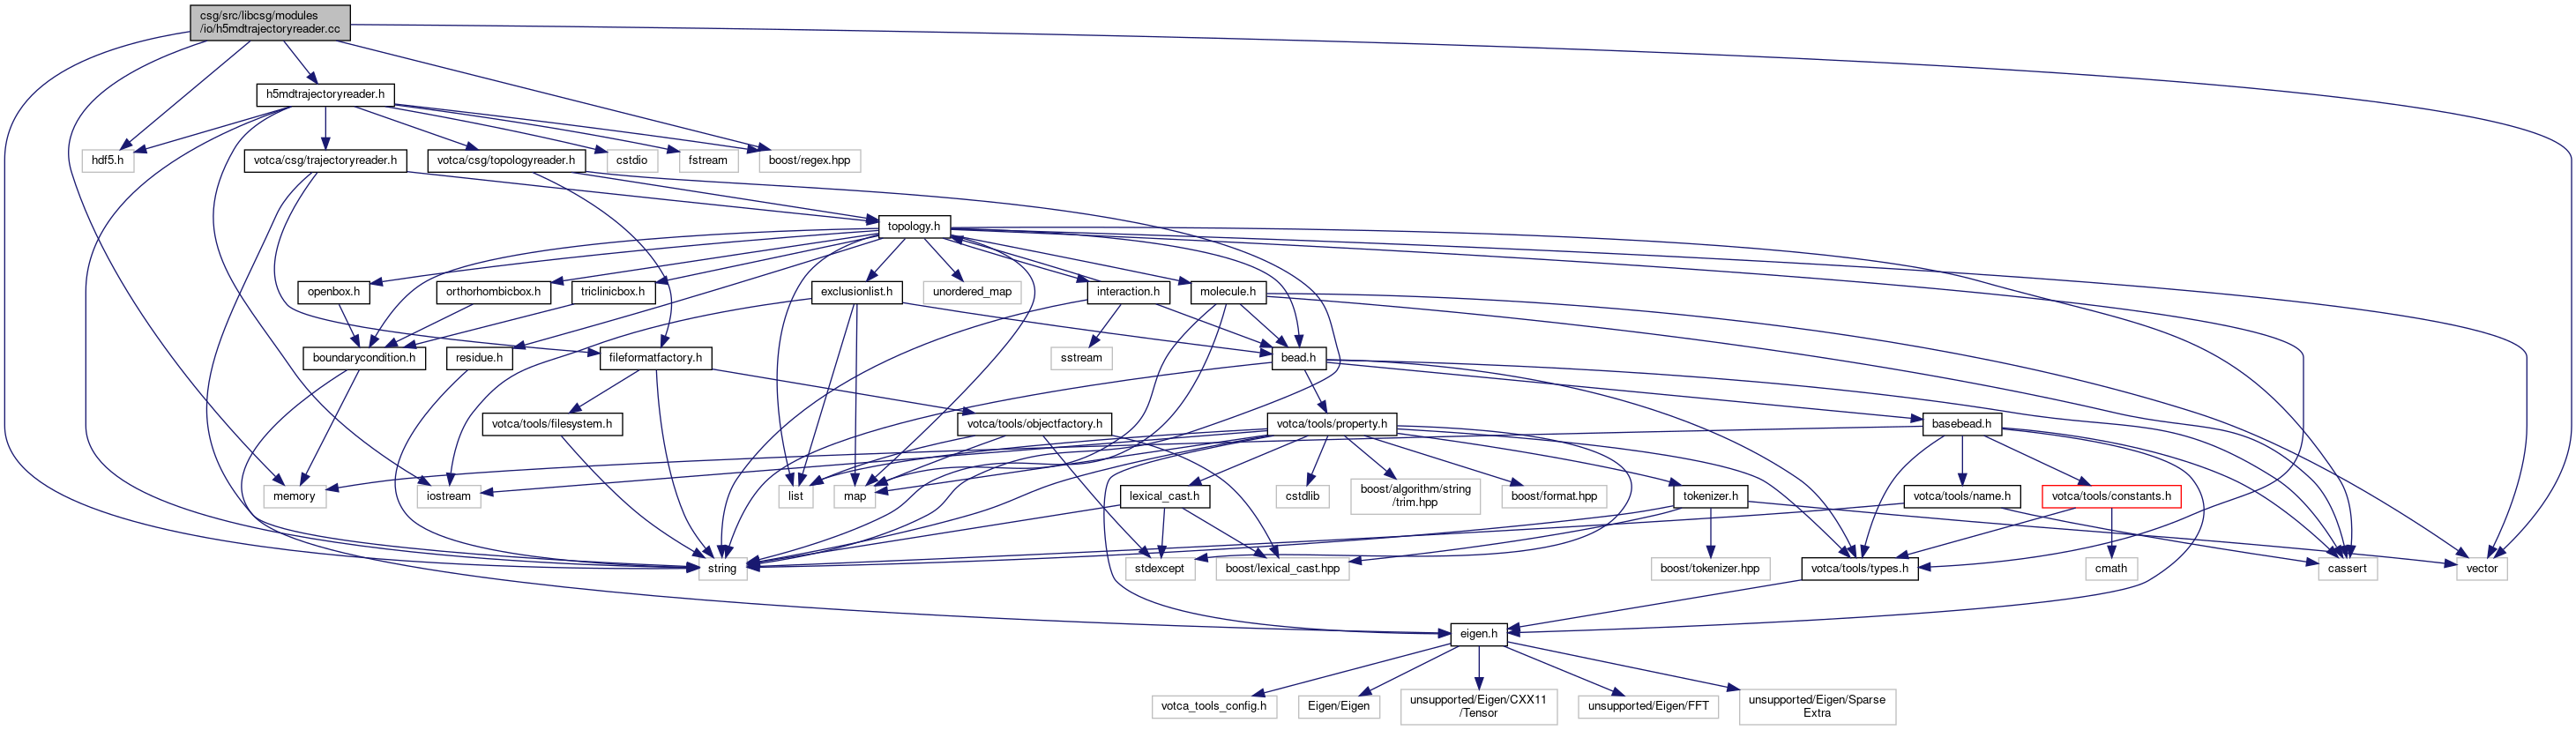 csg/src/libcsg/modules
/io/h5mdtrajectoryreader.cc
h5mdtrajectoryreader.h
hdf5.h
votca/csg/trajectoryreader.h
votca/csg/topologyreader.h
cstdio
fstream
boost/regex.hpp
topology.h
openbox.h
orthorhombicbox.h
triclinicbox.h
exclusionlist.h
unordered_map
interaction.h
molecule.h
boundarycondition.h
residue.h
fileformatfactory.h
sstream
bead.h
votca/tools/filesystem.h
votca/tools/objectfactory.h
votca/tools/property.h
basebead.h
memory
iostream
list
map
lexical_cast.h
cstdlib
boost/algorithm/string
/trim.hpp
boost/format.hpp
tokenizer.h
votca/tools/name.h
votca/tools/constants.h
string
stdexcept
boost/lexical_cast.hpp
boost/tokenizer.hpp
votca/tools/types.h
cmath
cassert
vector
eigen.h
votca_tools_config.h
Eigen/Eigen
unsupported/Eigen/CXX11
/Tensor
unsupported/Eigen/FFT
unsupported/Eigen/Sparse
Extra